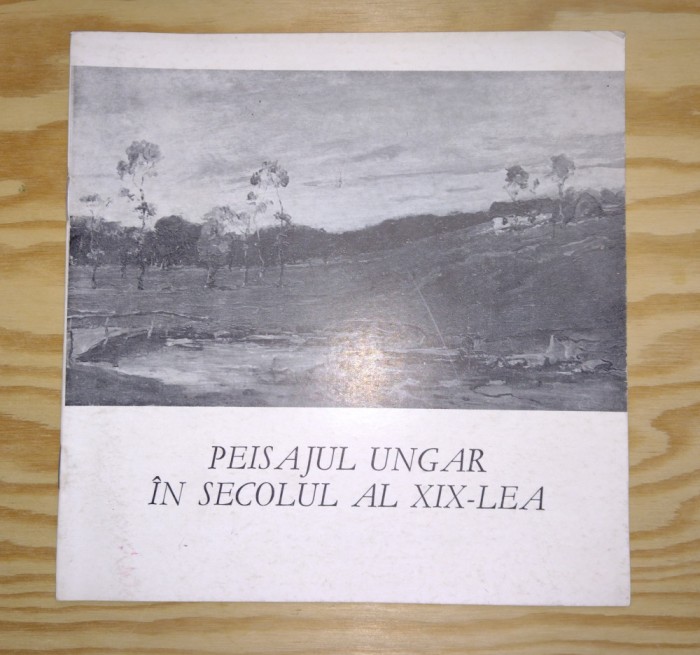 PEISAJUL UNGAR
ÎN SECOLUL AL XIX-LEA